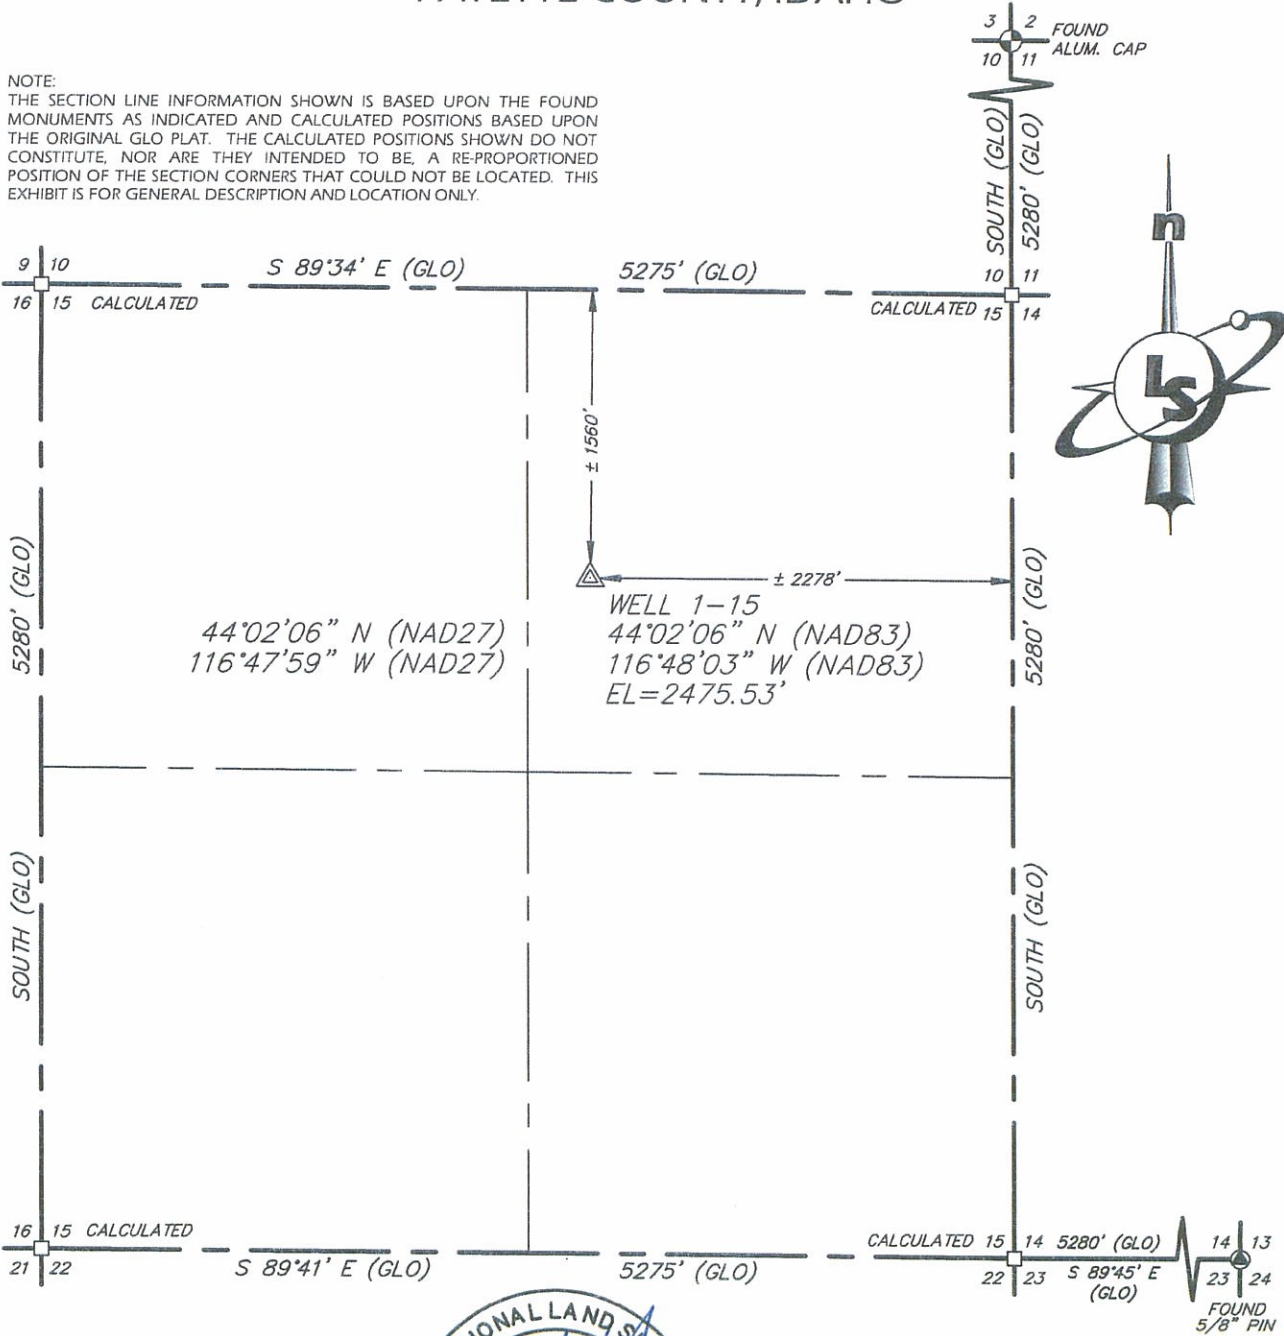 PAYETTE COUNTY, IDAHO
3 2 FOUND
ALUM. CAP
10 11
NOTE:
THE SECTION LINE INFORMATION SHOWN IS BASED UPON THE FOUND
MONUMENTS AS INDICATED AND CALCULATED POSITIONS BASED UPON
THE ORIGINAL GLO PLAT. THE CALCULATED POSITIONS SHOWN DO NOT
CONSTITUTE, NOR ARE THEY INTENDED TO BE, A RE-PROPORTIONED
POSITION OF THE SECTION CORNERS THAT COULD NOT BE LOCATED. THIS
EXHIBIT IS FOR GENERAL DESCRIPTION AND LOCATION ONLY.
SOUTH (GLO)
5280' (GLO)
n
LS
9 10
16 15 CALCULATED
S 89°34' E (GLO)
5275' (GLO)
10 11
CALCULATED 15 14
± 1560'
± 2278'
5280' (GLO)
5280' (GLO)
44°02'06" N (NAD27)
116°47'59" W (NAD27)
WELL 1-15
44°02'06" N (NAD83)
116°48'03" W (NAD83)
EL=2475.53'
SOUTH (GLO)
SOUTH (GLO)
16 15 CALCULATED
21 22
S 89°41' E (GLO)
5275' (GLO)
CALCULATED 15 14
22 23
5280' (GLO)
S 89°45' E
(GLO)
14 13
23 24
FOUND
5/8" PIN
ONAL LAND S